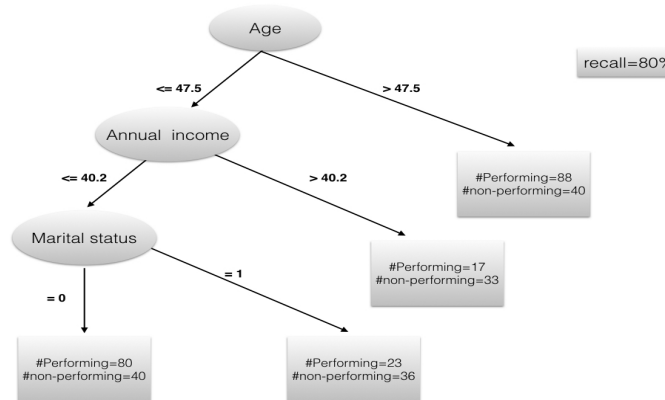 Age
recall=80%
<= 47.5
> 47.5
Annual income
<= 40.2
> 40.2
#Performing=88
#non-performing=40
Marital status
= 0
= 1
#Performing=17
#non-performing=33
#Performing=80
#non-performing=40
#Performing=23
#non-performing=36